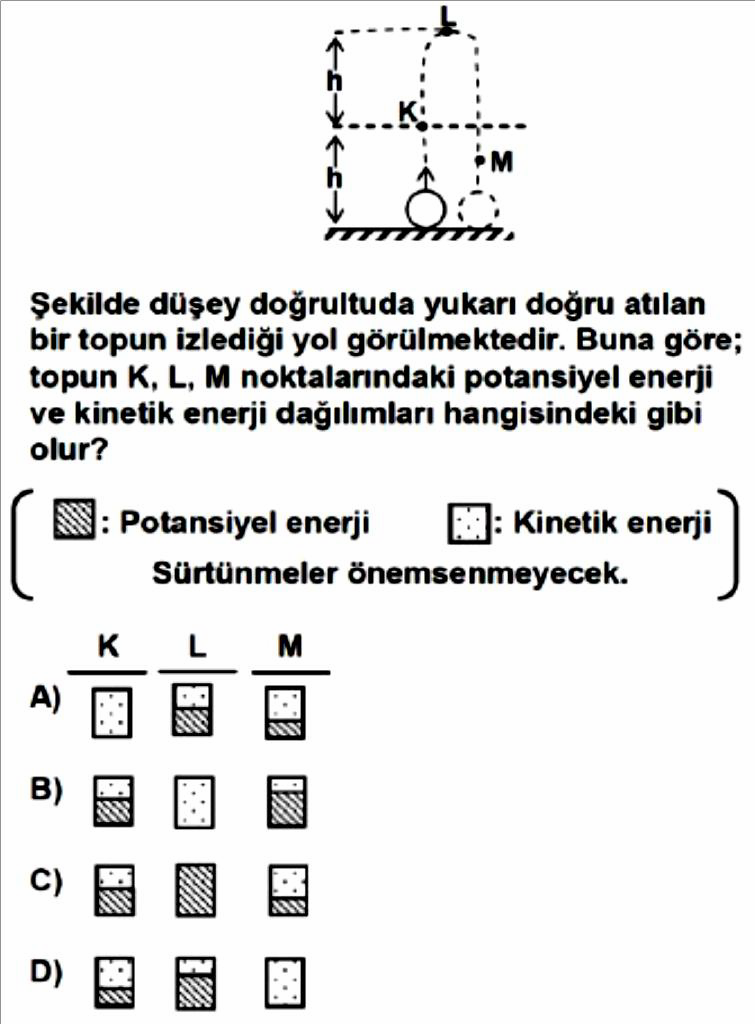 L
h
K
h
M
Şekilde düşey doğrultuda yukarı doğru atılan
bir topun izlediği yol görülmektedir. Buna göre;
topun K, L, M noktalarındaki potansiyel enerji
ve kinetik enerji dağılımları hangisindeki gibi
olur?
: Potansiyel enerji : Kinetik enerji
Sürtünmeler önemsenmeyecek.
K L M
A)
B)
C)
D)